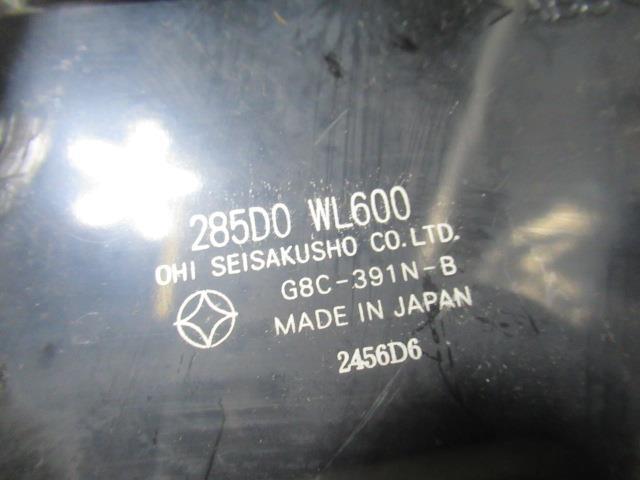 285D0 WL600
OHI SEISAKUSHO CO.LTD.
G8C-391N-B
MADE IN JAPAN
2456D6